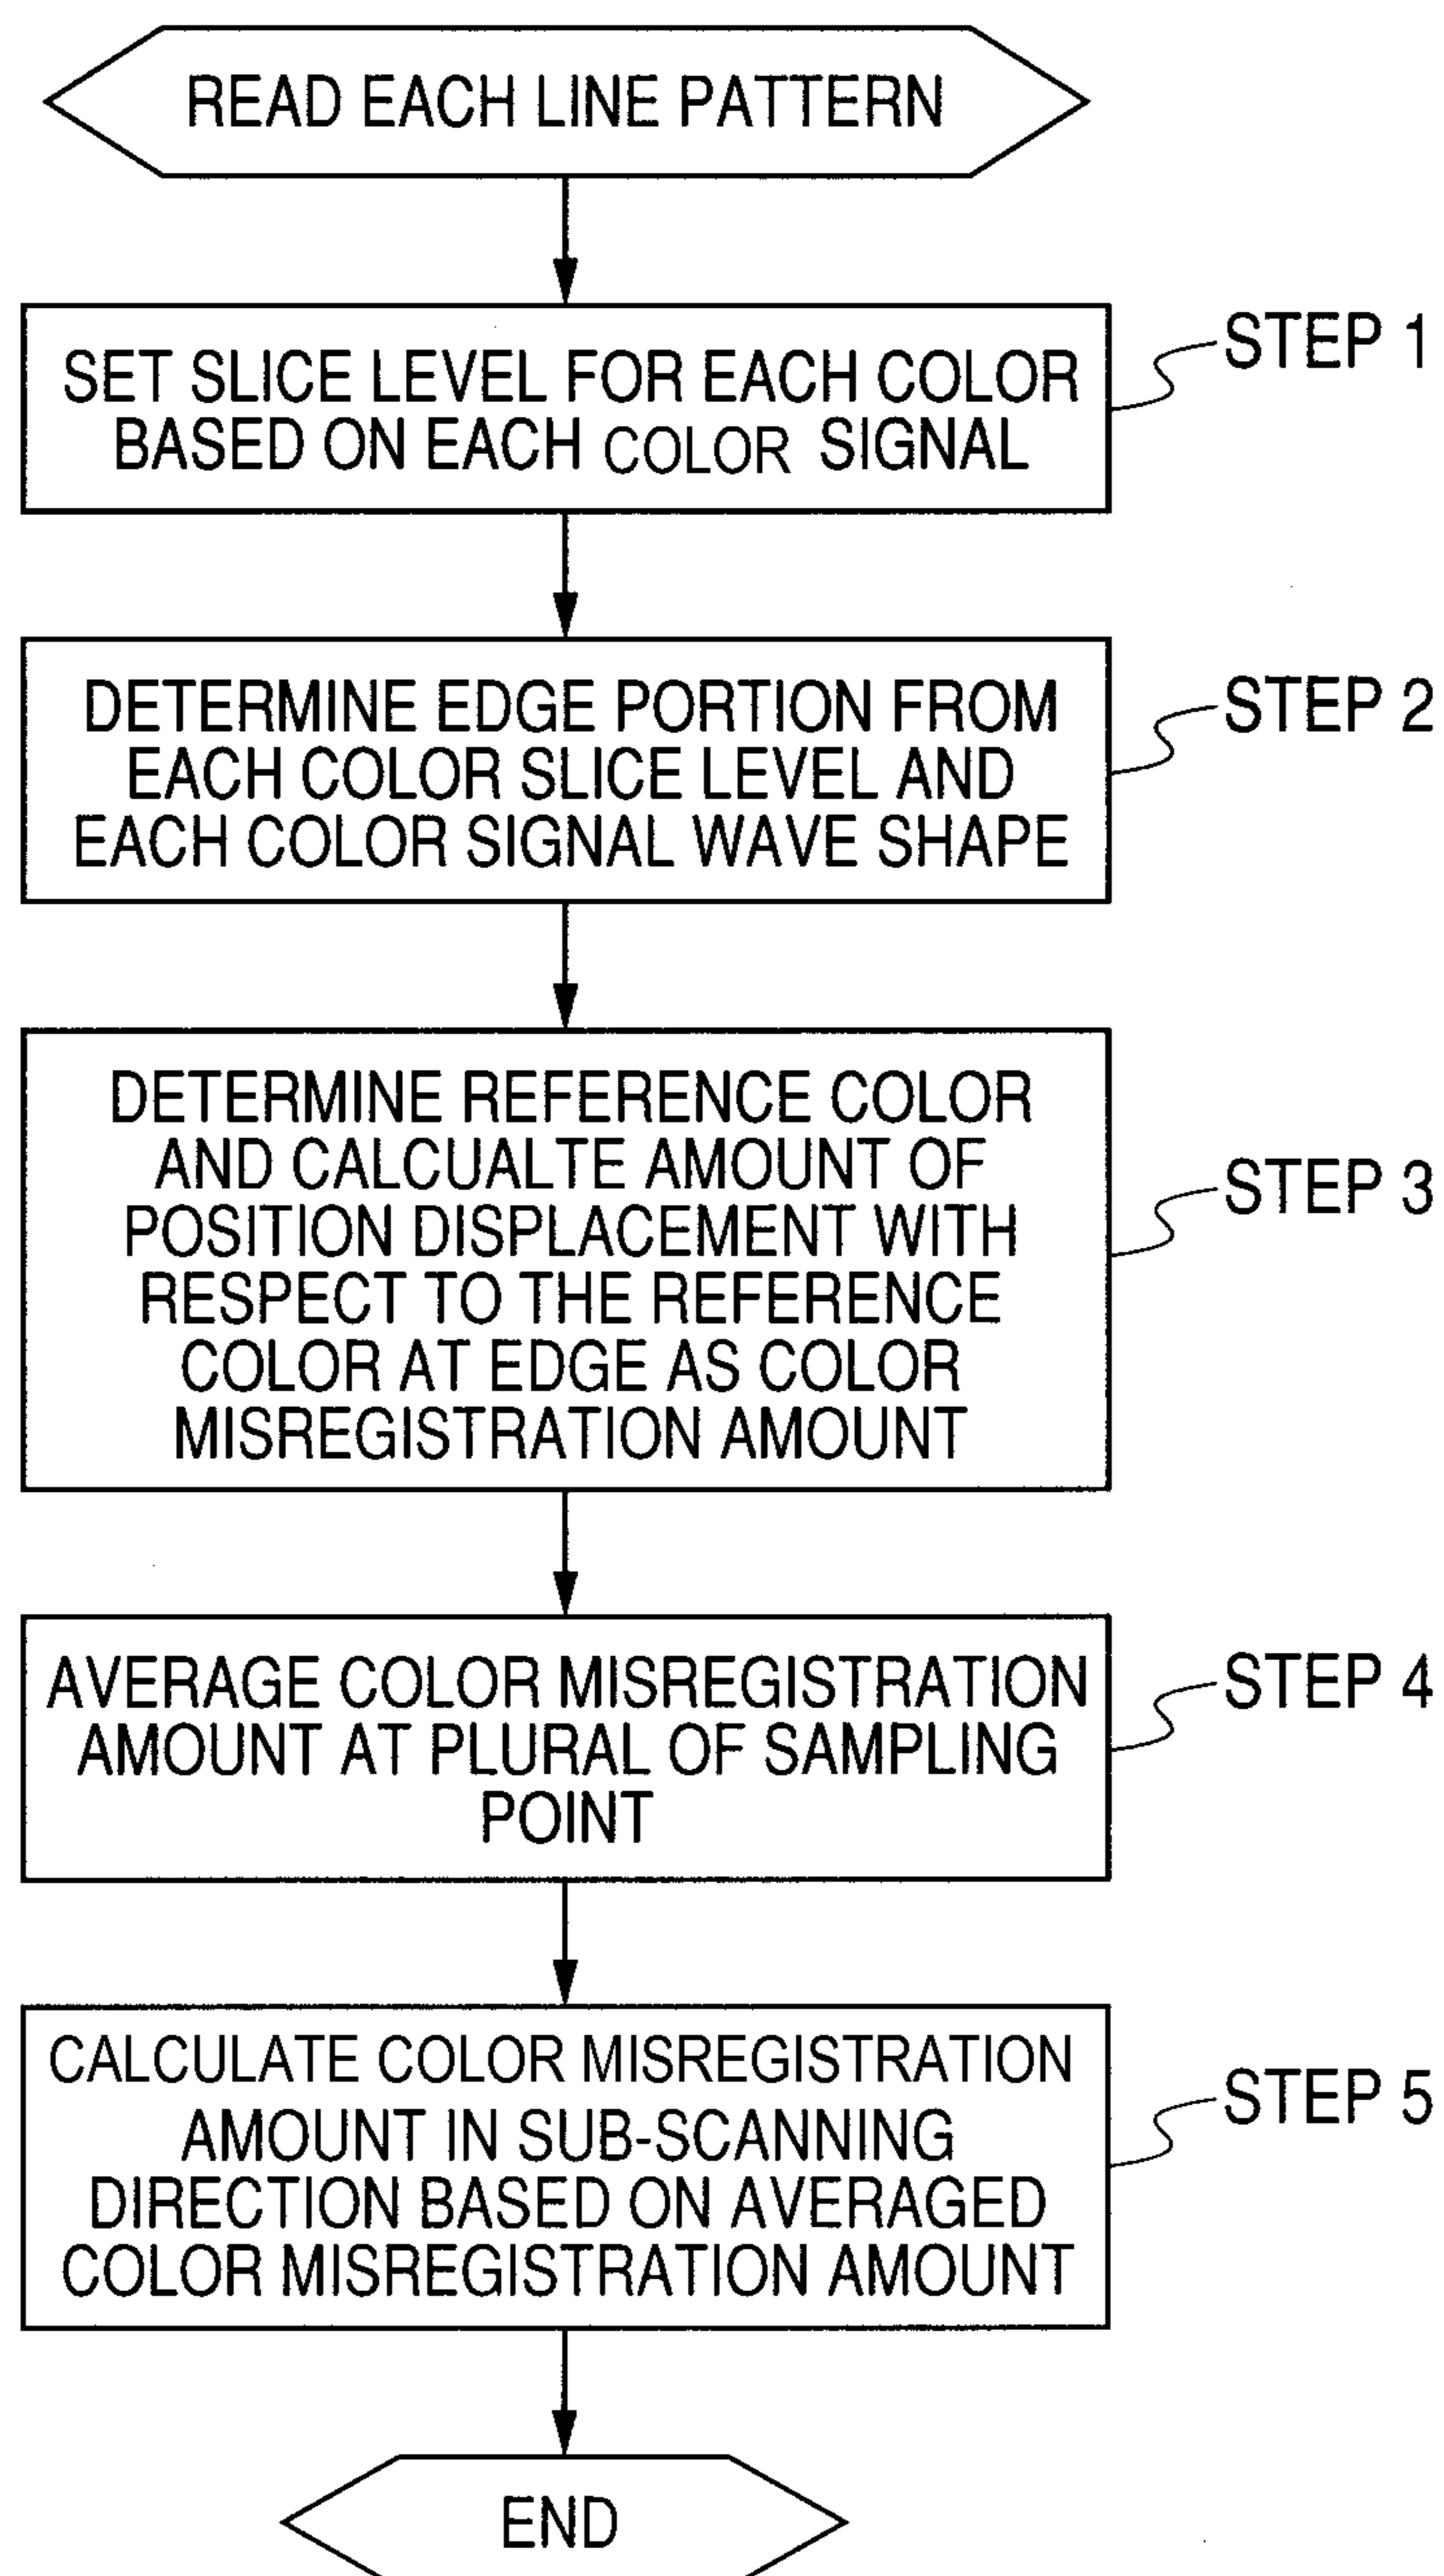 READ EACH LINE PATTERN
SET SLICE LEVEL FOR EACH COLOR
BASED ON EACH COLOR SIGNAL
STEP 1
DETERMINE EDGE PORTION FROM
EACH COLOR SLICE LEVEL AND
EACH COLOR SIGNAL WAVE SHAPE
STEP 2
DETERMINE REFERENCE COLOR
AND CALCUALTE AMOUNT OF
POSITION DISPLACEMENT WITH
RESPECT TO THE REFERENCE
COLOR AT EDGE AS COLOR
MISREGISTRATION AMOUNT
STEP 3
AVERAGE COLOR MISREGISTRATION
AMOUNT AT PLURAL OF SAMPLING
POINT
STEP 4
CALCULATE COLOR MISREGISTRATION
AMOUNT IN SUB-SCANNING
DIRECTION BASED ON AVERAGED
COLOR MISREGISTRATION AMOUNT
STEP 5
END